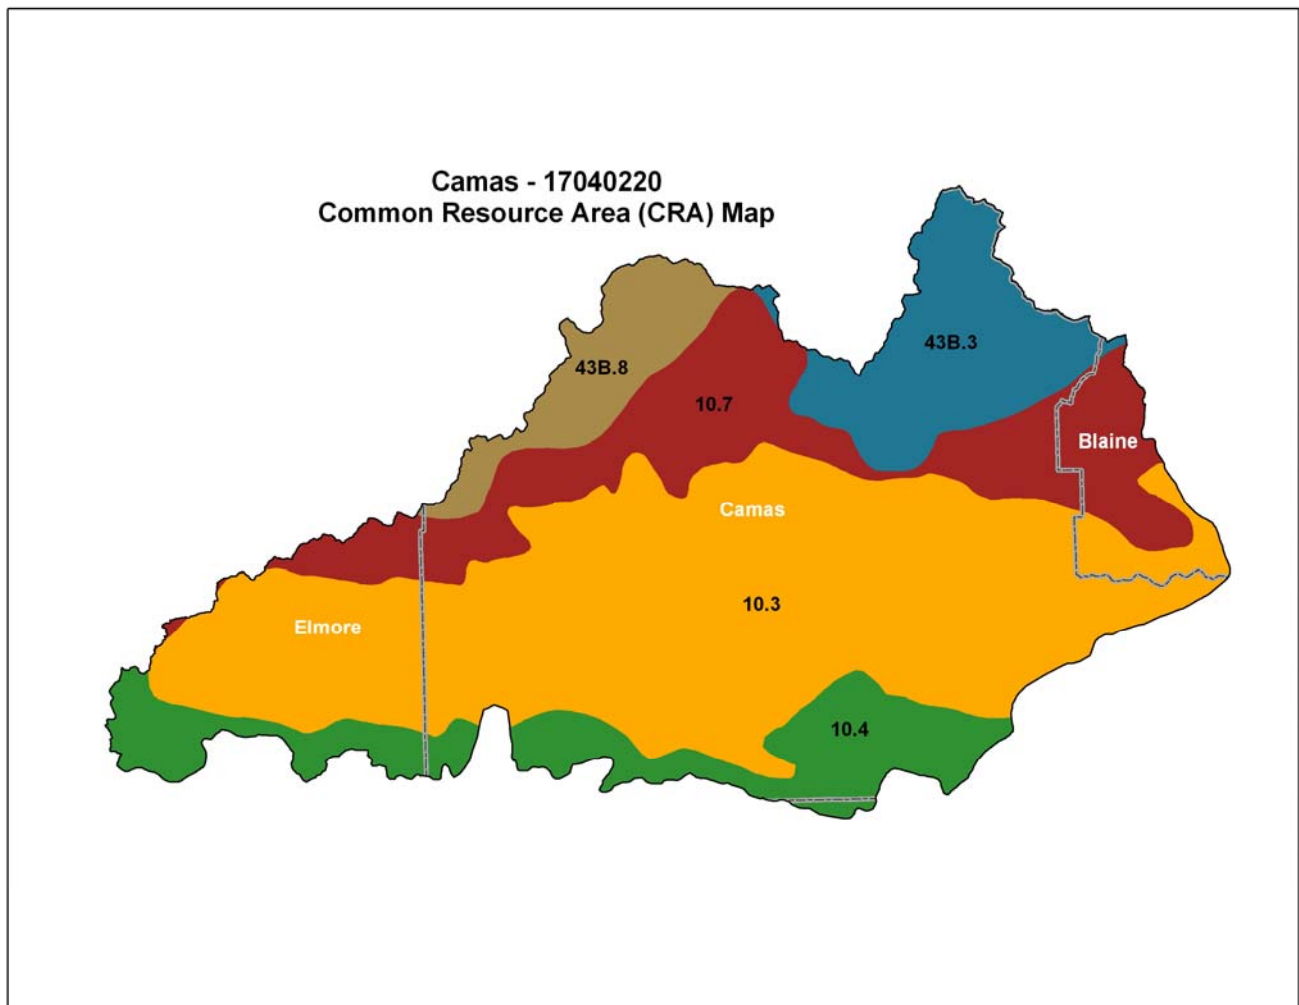 Camas - 17040220
Common Resource Area (CRA) Map
43B.3
43B.8
10.7
Blaine
Camas
10.3
Elmore
10.4